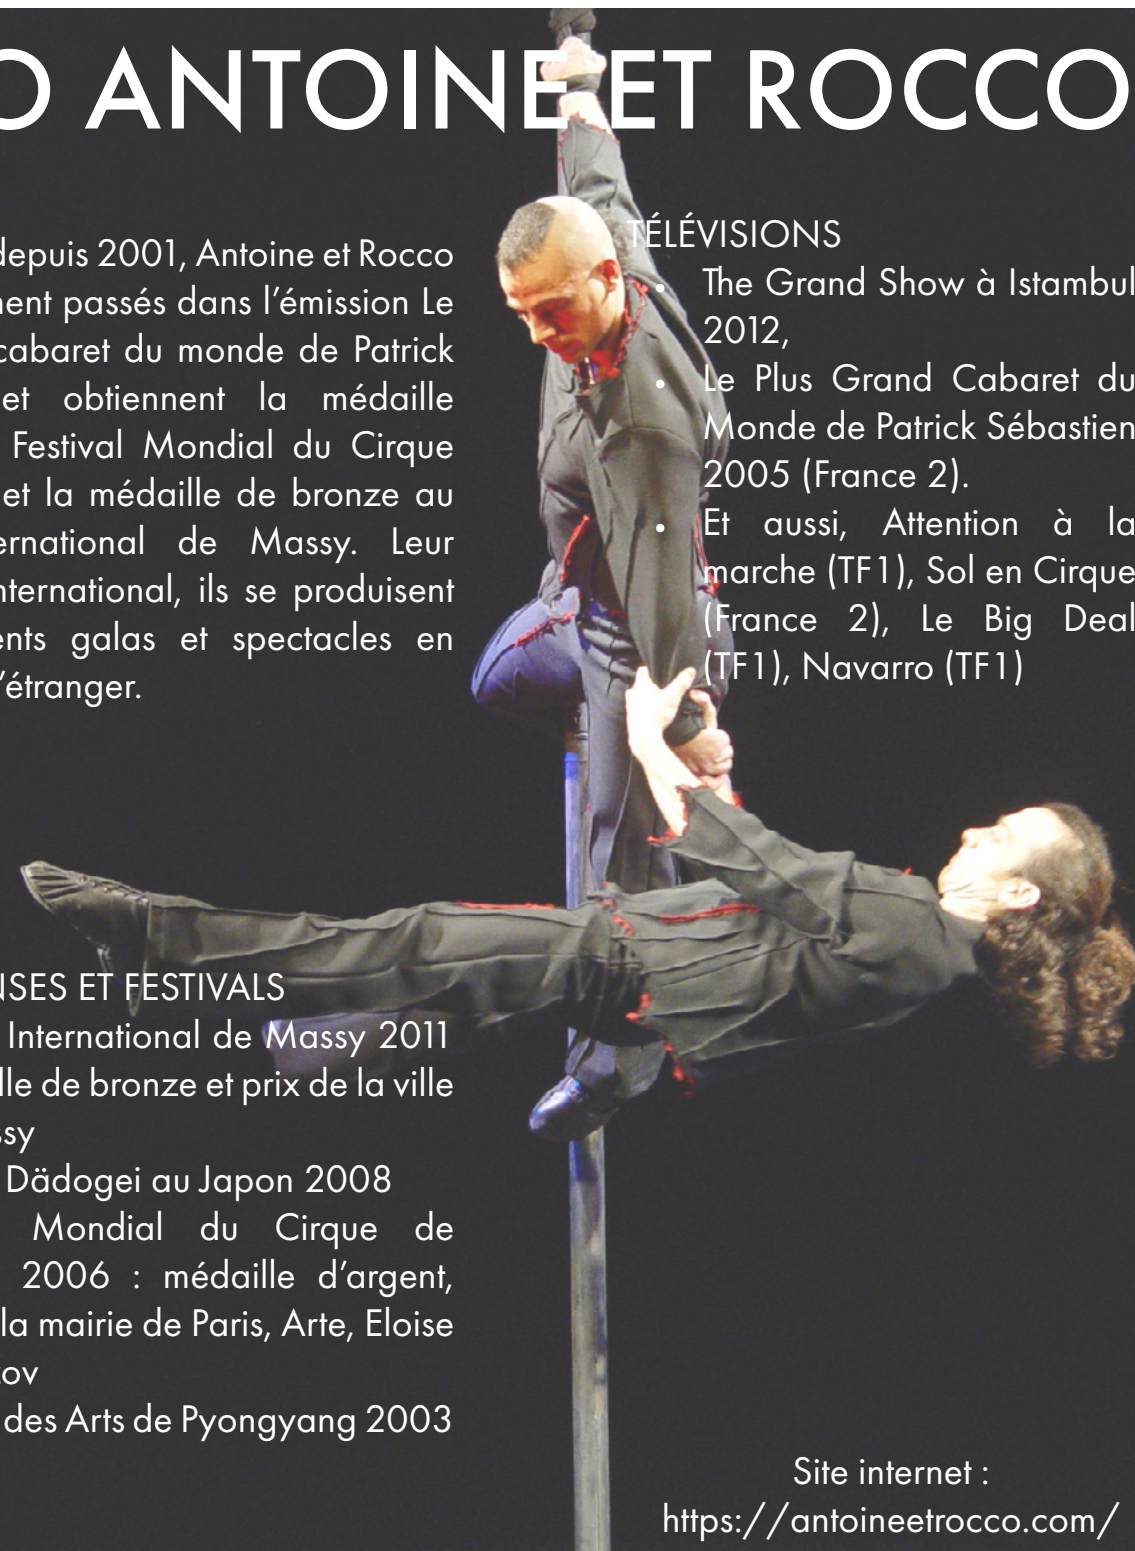 O ANTOINE ET ROCCO
depuis 2001, Antoine et Rocco
ment passés dans l'émission Le
cabaret du monde de Patrick
et obtiennent la médaille
Festival Mondial du Cirque
et la médaille de bronze au
ernational de Massy. Leur
nternational, ils se produisent
ents galas et spectacles en
l'étranger.
NSES ET FESTIVALS
International de Massy 2011
lle de bronze et prix de la ville
ssy
Dädogei au Japon 2008
Mondial du Cirque de
2006 : médaille d'argent,
la mairie de Paris, Arte, Eloise
ov
des Arts de Pyongyang 2003
TÉLÉVISIONS
• The Grand Show à Istambul
2012,
• Le Plus Grand Cabaret du
Monde de Patrick Sébastien
2005 (France 2).
• Et aussi, Attention à la
marche (TF1), Sol en Cirque
(France 2), Le Big Deal
(TF1), Navarro (TF1)
Site internet :
https://antoineetrocco.com/